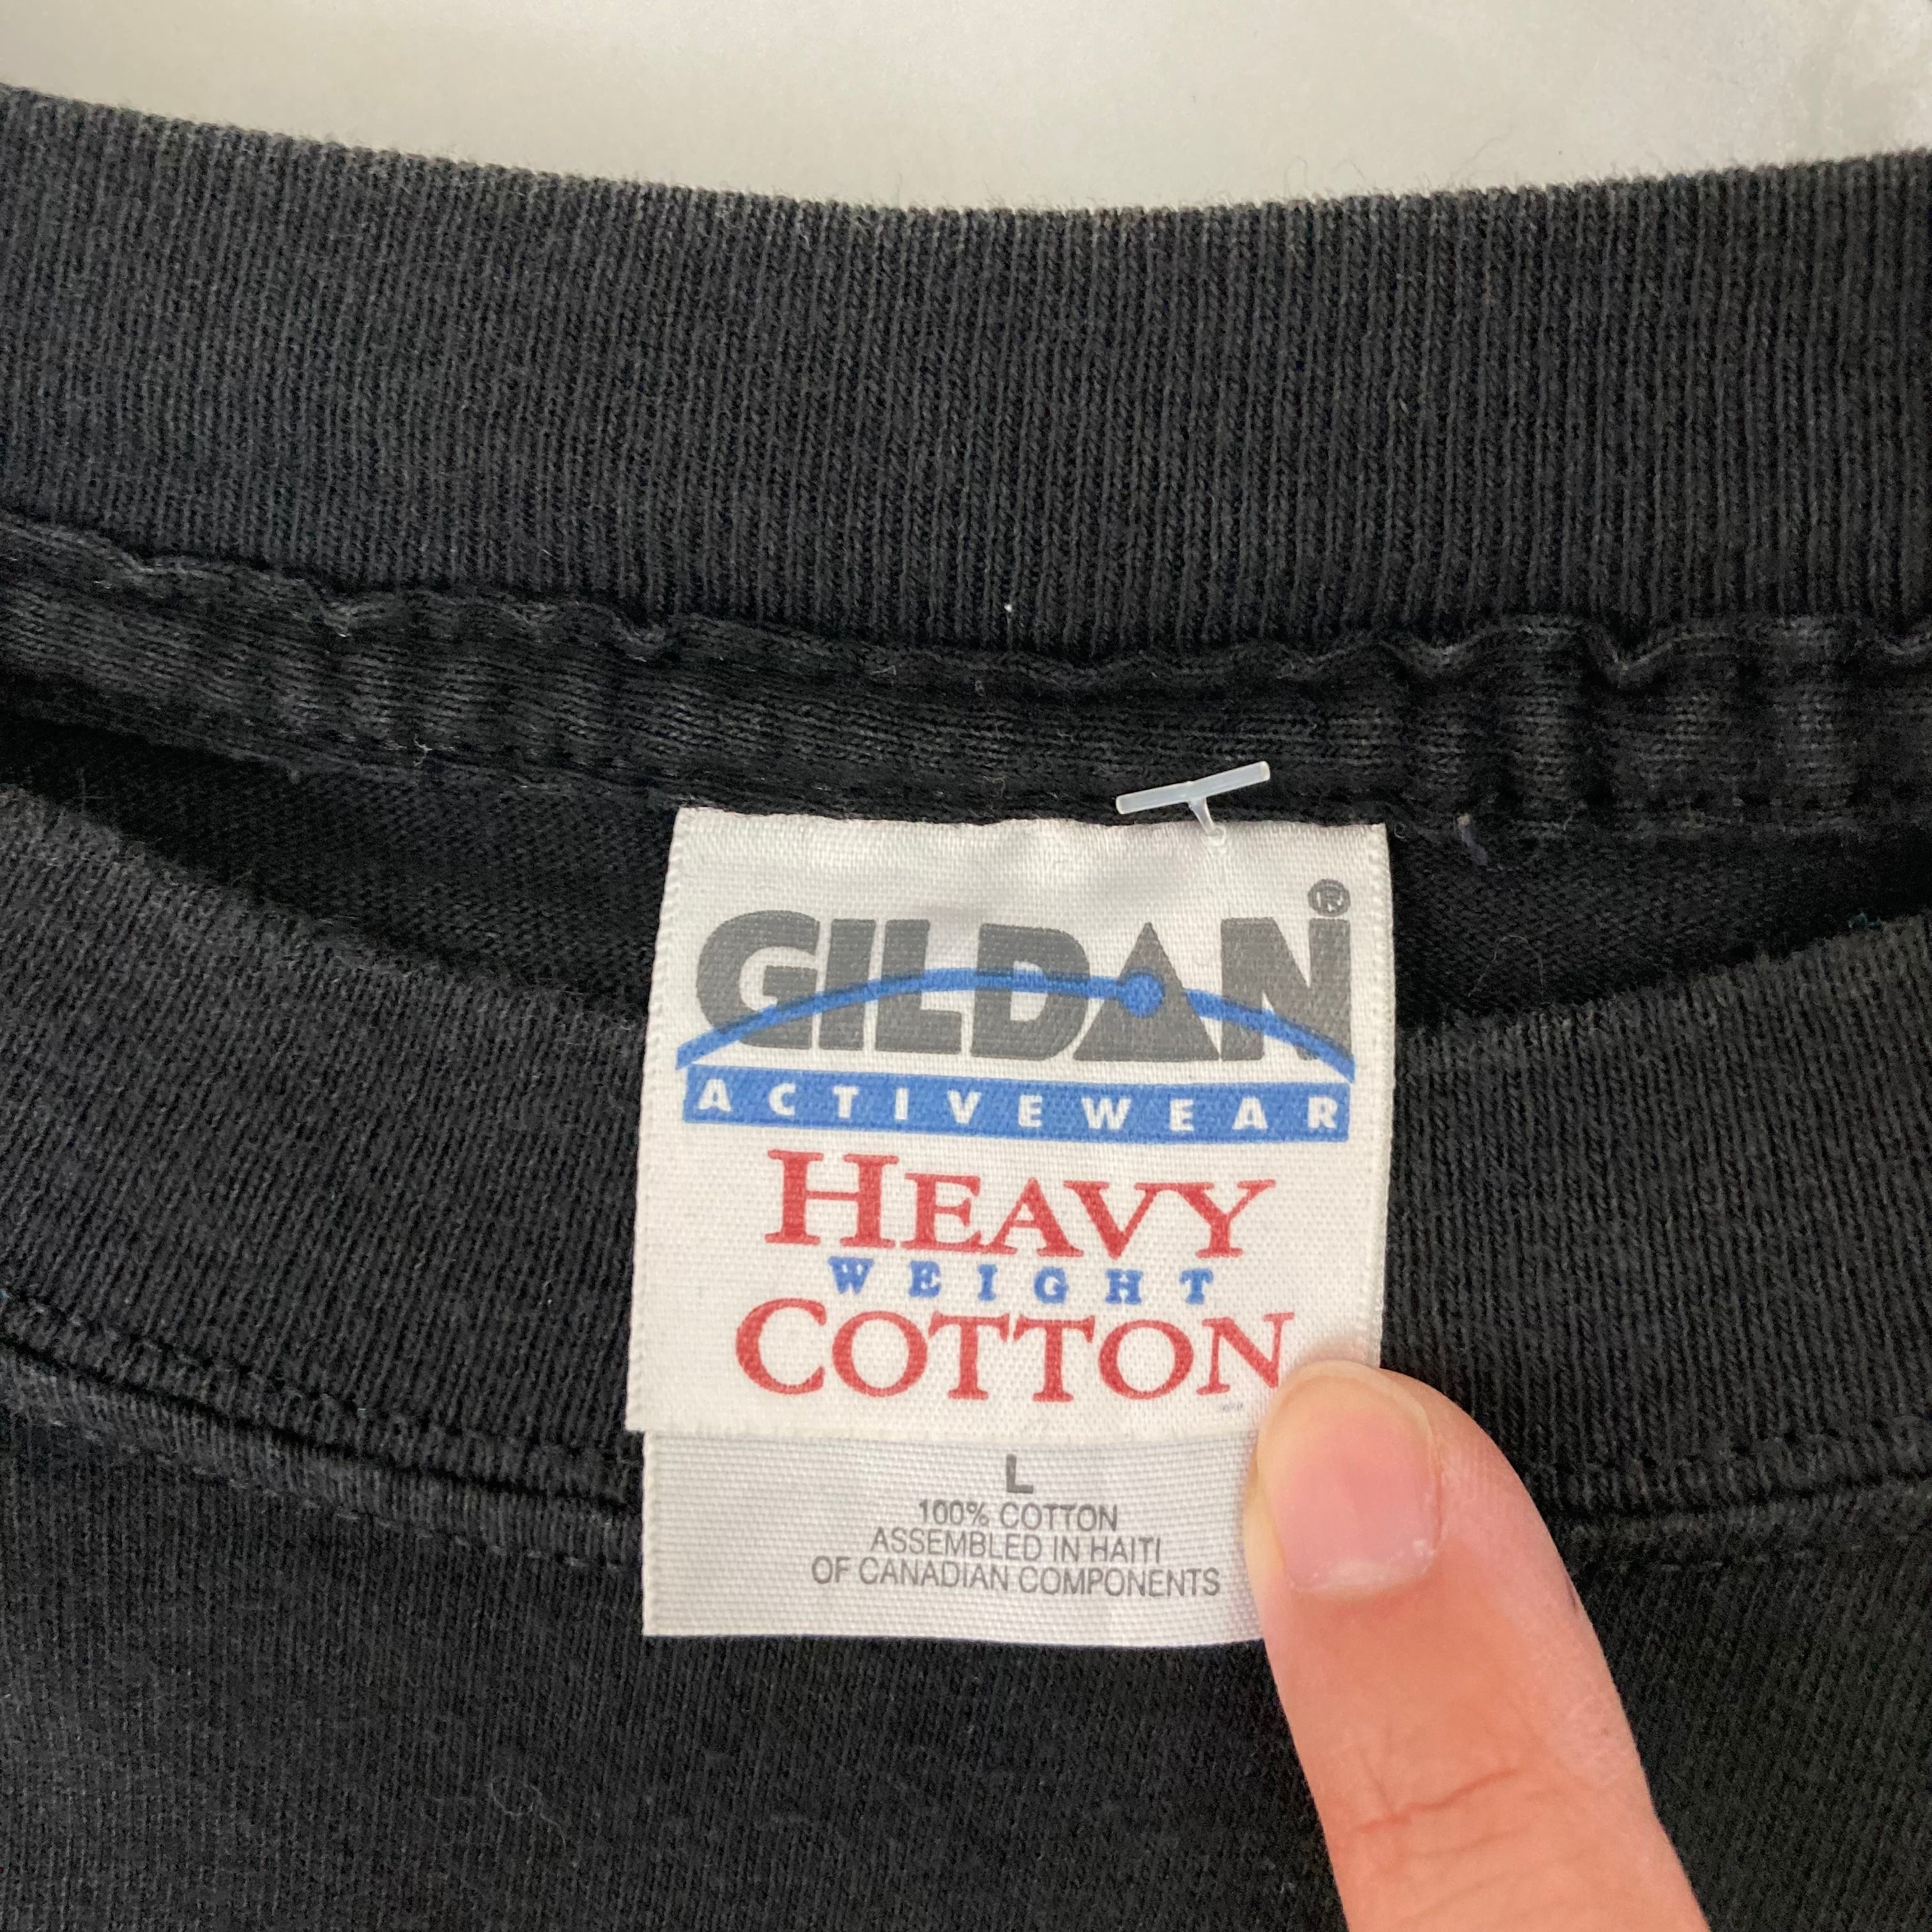 GILDAN®
ACTIVEWEAR
HEAVY
WEIGHT
COTTON
L
100% COTTON
ASSEMBLED IN HAITI
OF CANADIAN COMPONENTS